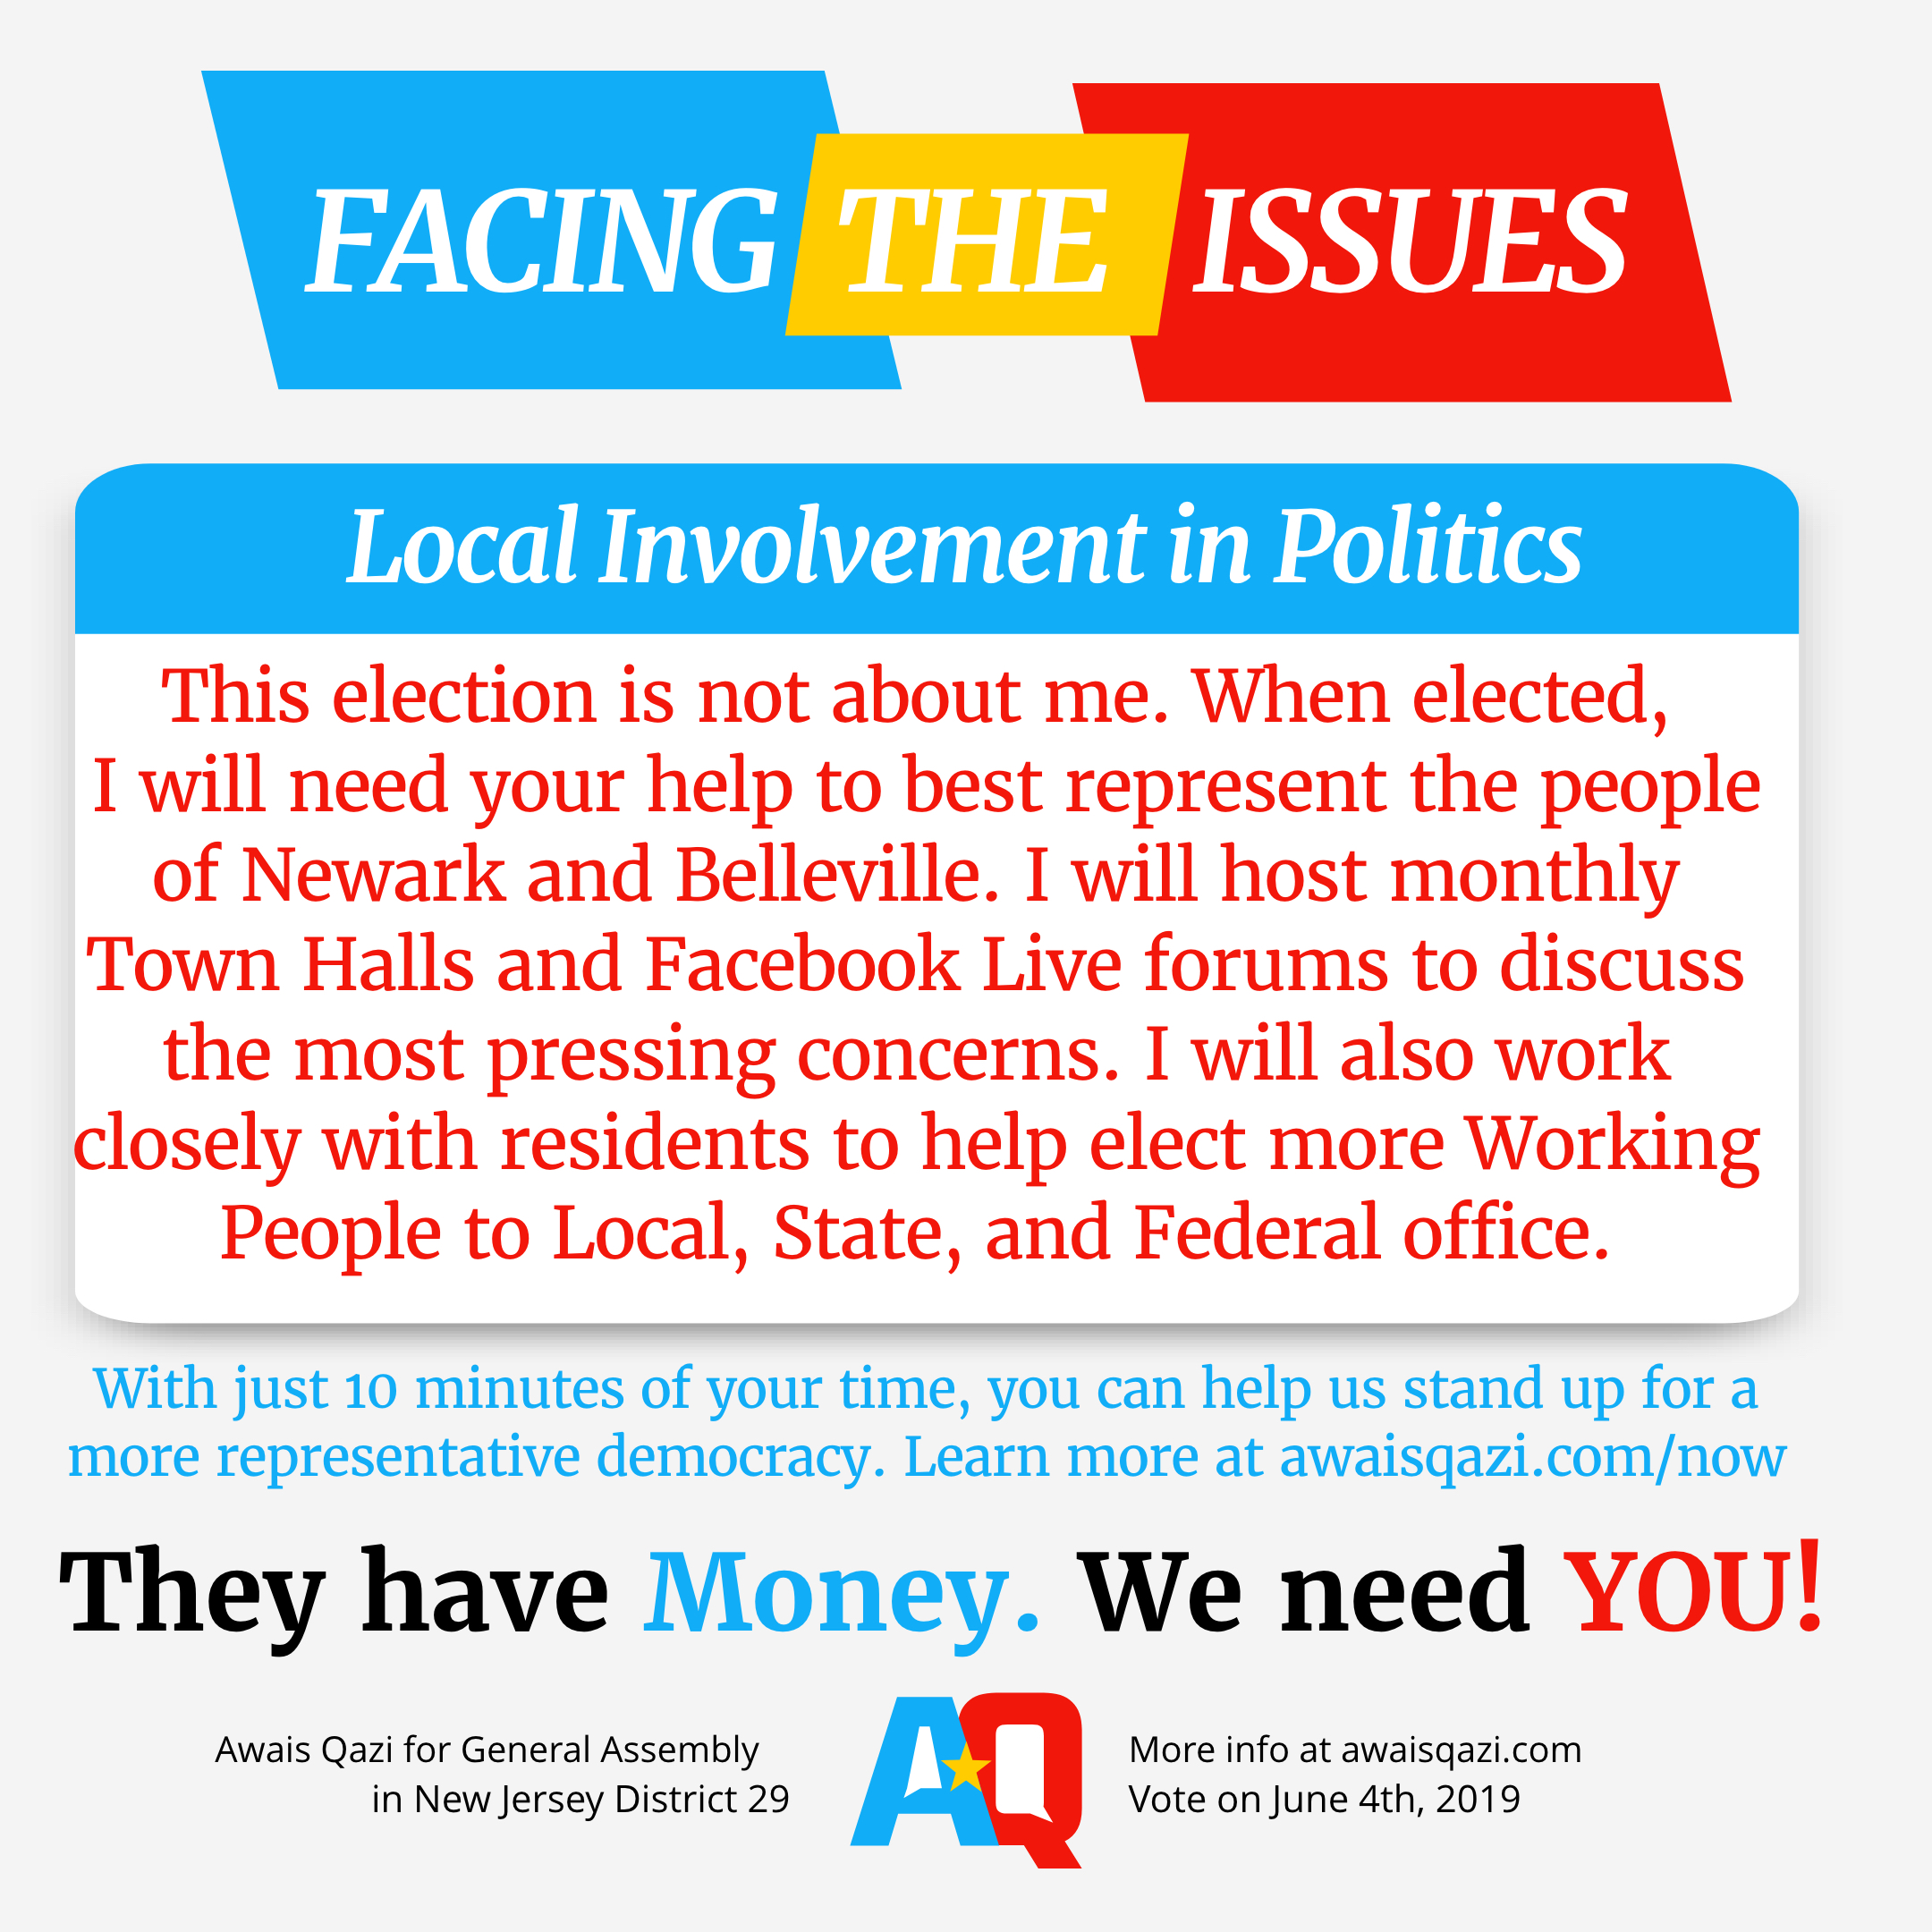 FACING THE ISSUES
Local Involvement in Politics
This election is not about me. When elected,
I will need your help to best represent the people
of Newark and Belleville. I will host monthly
Town Halls and Facebook Live forums to discuss
the most pressing concerns. I will also work
closely with residents to help elect more Working
People to Local, State, and Federal office.
With just 10 minutes of your time, you can help us stand up for a
more representative democracy. Learn more at awaisqazi.com/now
They have Money. We need YOU!
Awais Qazi for General Assembly
in New Jersey District 29
AQ
More info at awaisqazi.com
Vote on June 4th, 2019